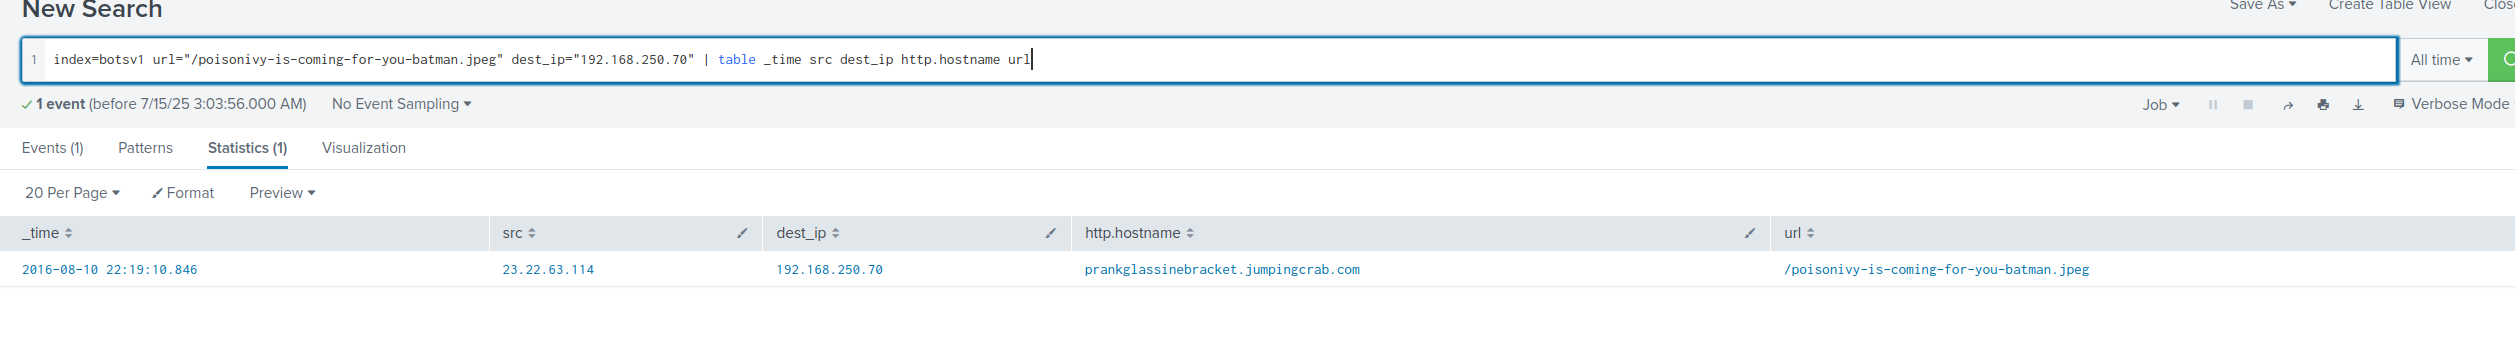 New Search
Save As Create Table View Close
1 index=botsv1 url="/poisonivy-is-coming-for-you-batman.jpeg" dest_ip="192.168.250.70" | table _time src dest_ip http.hostname url
All time
1 event (before 7/15/25 3:03:56.000 AM) No Event Sampling
Job Verbose Mode
Events (1) Patterns Statistics (1) Visualization
20 Per Page Format Preview
_time src dest_ip http.hostname url
2016-08-10 22:19:10.846 23.22.63.114 192.168.250.70 prankglassinebracket.jumpingcrab.com /poisonivy-is-coming-for-you-batman.jpeg